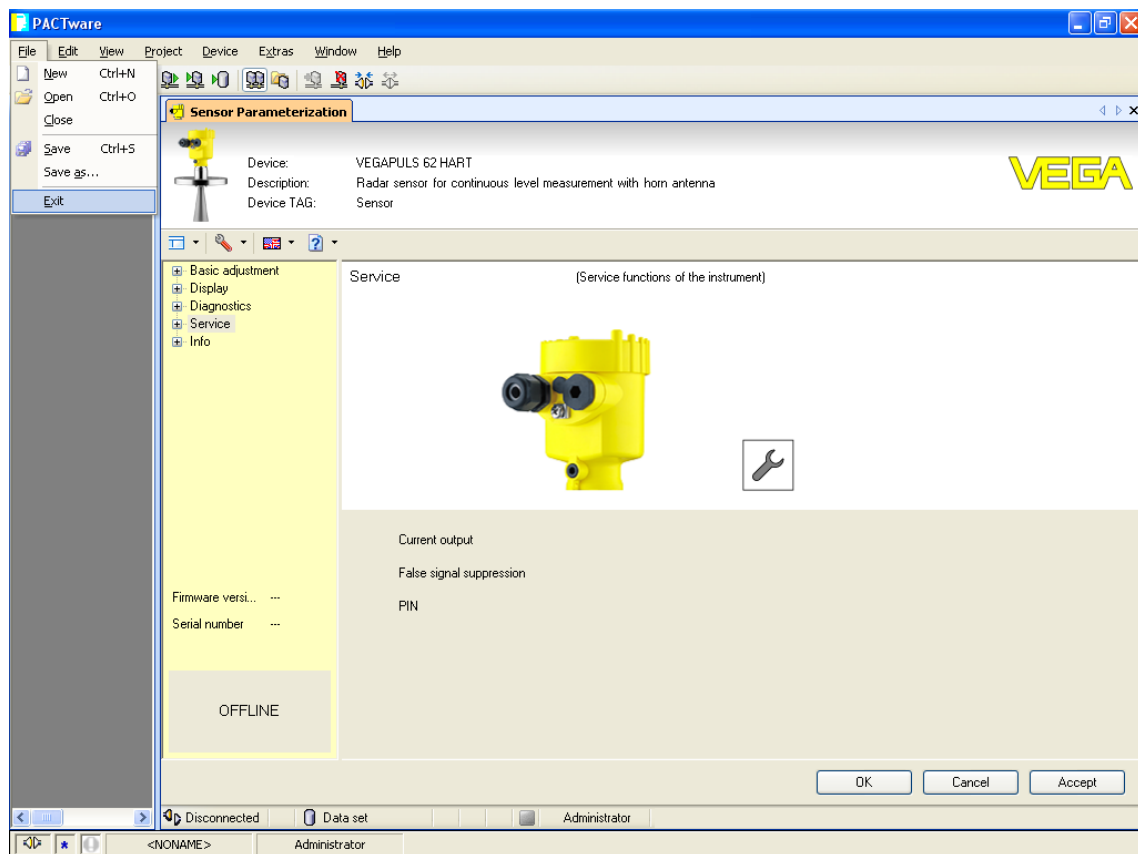 PACTware
File Edit View Project Device Extras Window Help
New Ctrl+N
Open Ctrl+O
Close
Save Ctrl+S
Save as...
Exit
Sensor Parameterization
Device: VEGAPULS 62 HART
Description: Radar sensor for continuous level measurement with horn antenna
Device TAG: Sensor
VEGA
Basic adjustment
Display
Diagnostics
Service
Info
Service (Service functions of the instrument)
Current output
False signal suppression
PIN
Firmware versi... ---
Serial number ---
OFFLINE
OK Cancel Accept
Disconnected Data set Administrator
<NONAME> Administrator